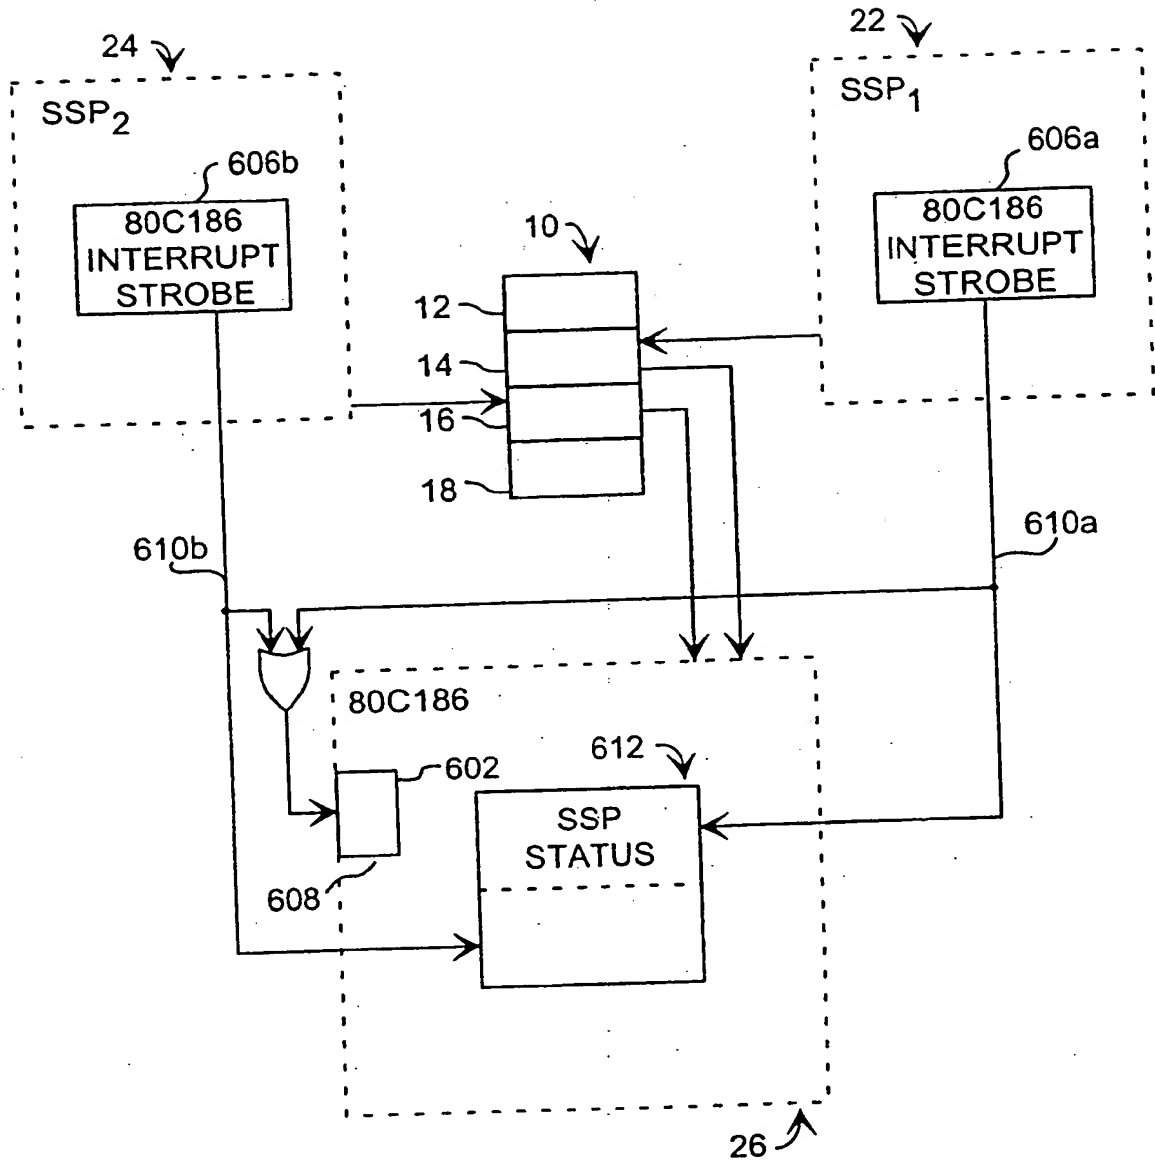 24
22
SSP2
SSP1
606b
606a
80C186
INTERRUPT
STROBE
80C186
INTERRUPT
STROBE
10
12
14
16
18
610b
610a
80C186
602
612
SSP
STATUS
608
26